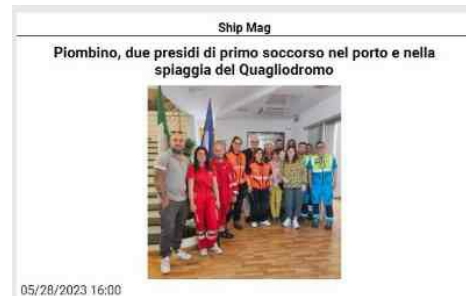 Ship Mag
Piombino, due presidi di primo soccorso nel porto e nella
spiaggia del Quagliodromo
05/28/2023 16:00